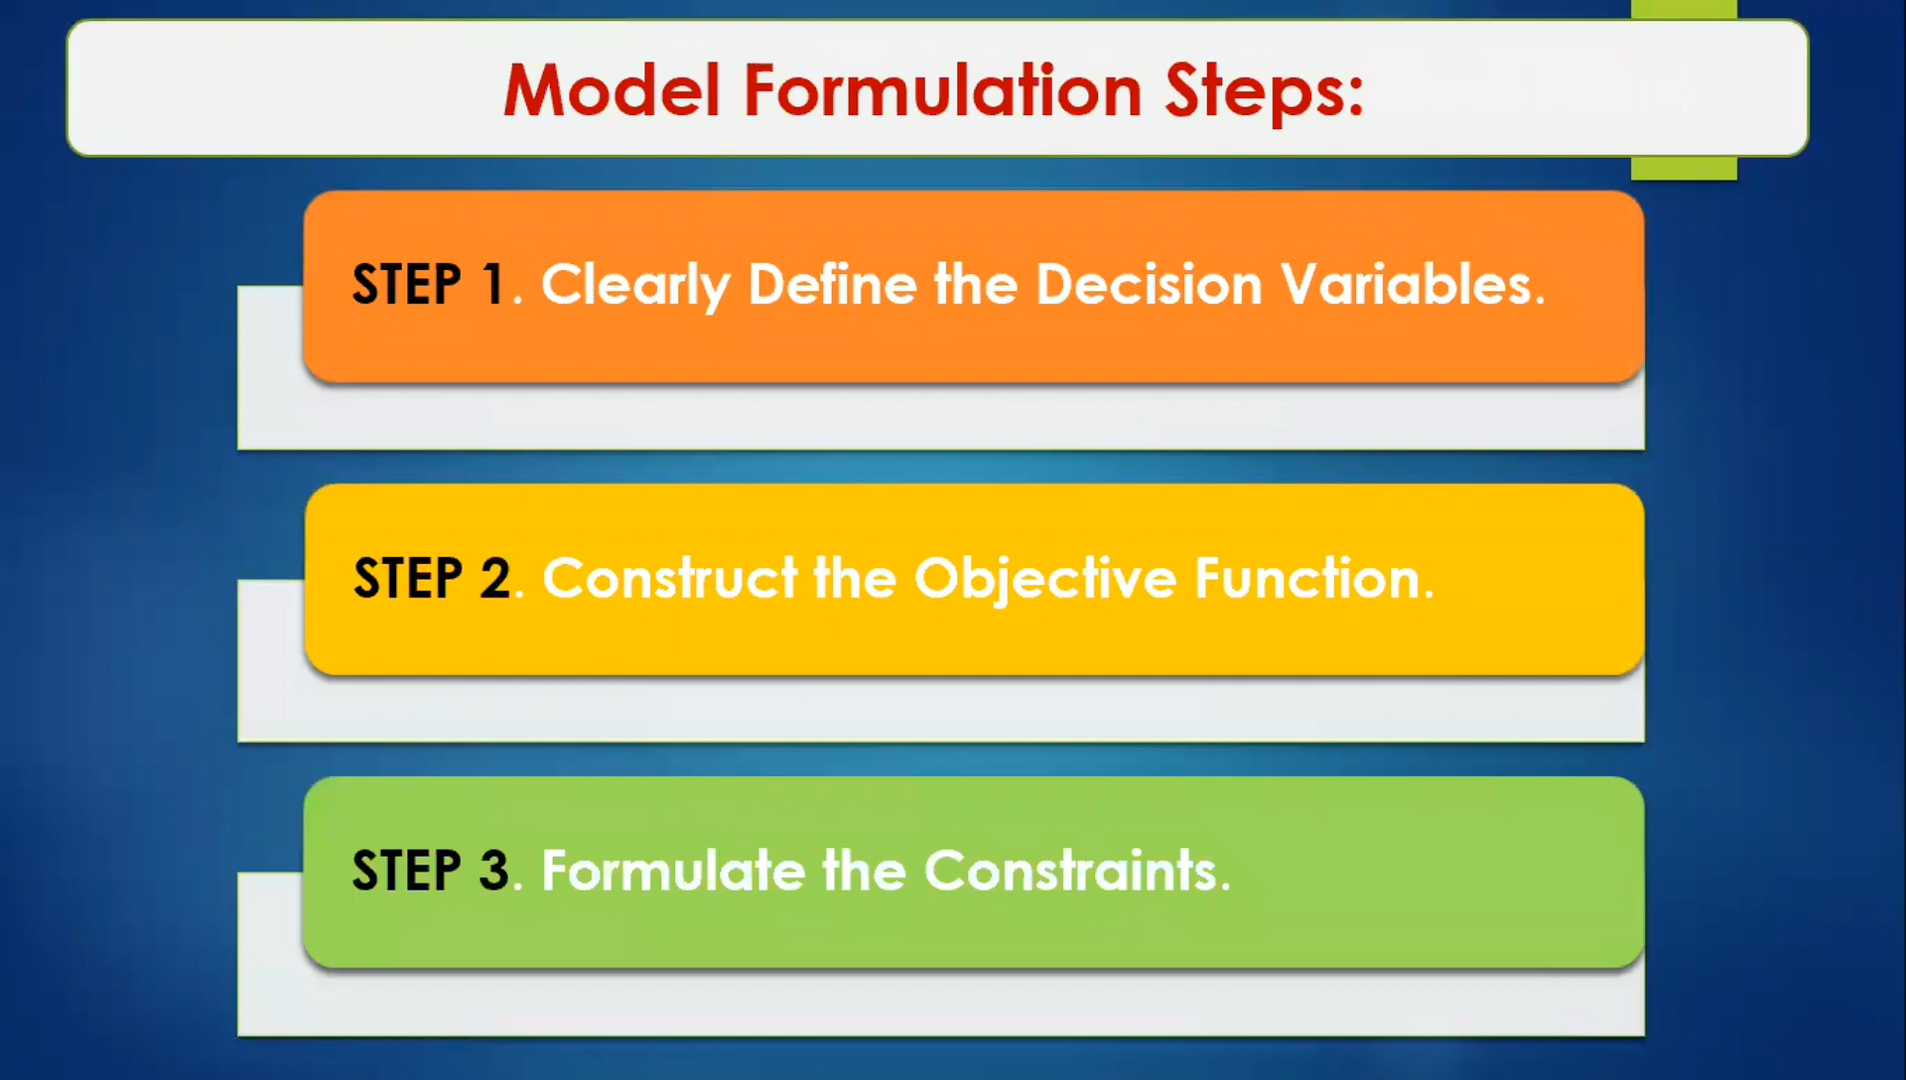 Model Formulation Steps:
STEP 1. Clearly Define the Decision Variables.
STEP 2. Construct the Objective Function.
STEP 3. Formulate the Constraints.